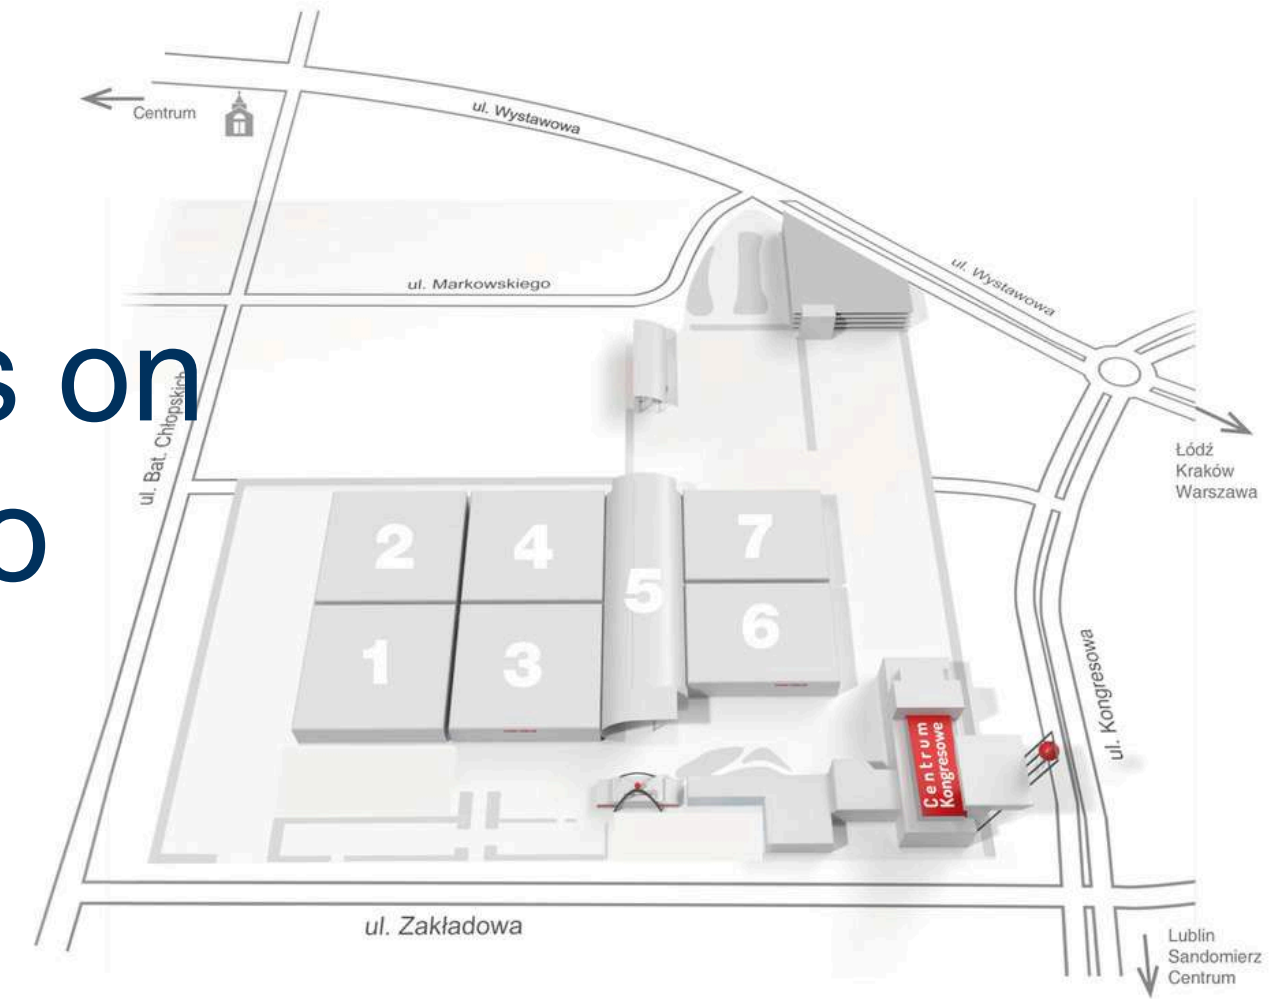 Centrum
ul. Wystawowa
ul. Wystawowa
ul. Markowskiego
s on
ul. Bat. Chłopskich
Łódź
Kraków
Warszawa
2
4
7
5
6
1
3
ul. Kongresowa
Centrum
Kongresowe
ul. Zakładowa
Lublin
Sandomierz
Centrum